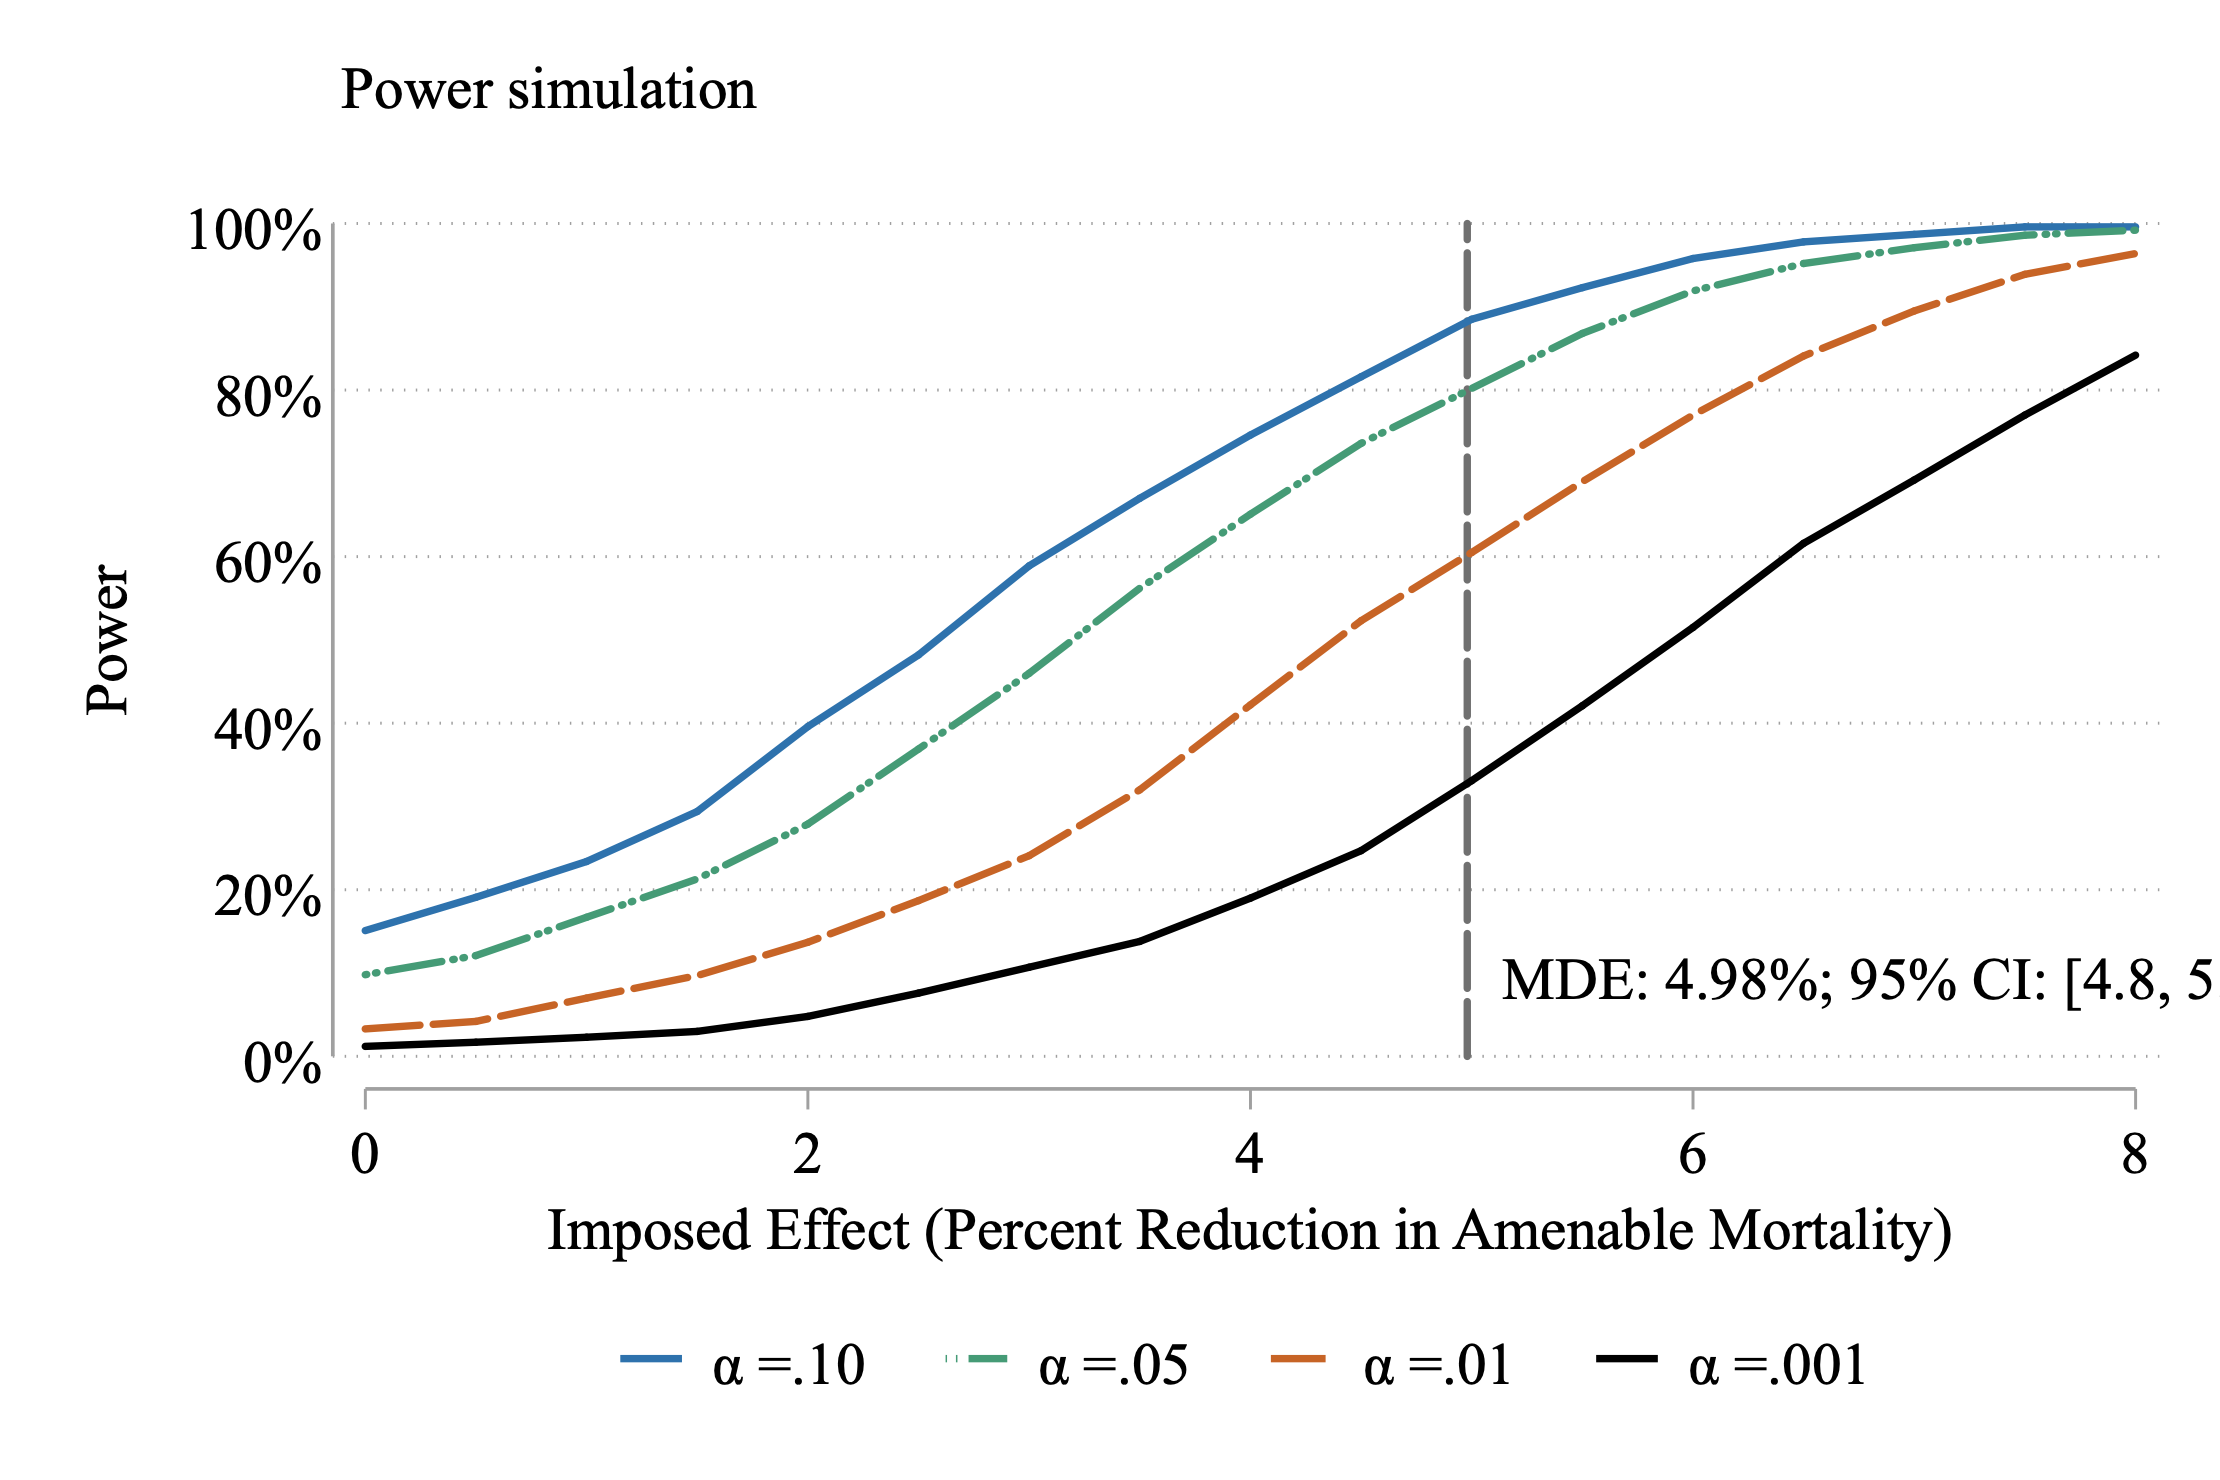 Power simulation
100%
80%
60%
40%
20%
0%
Power
MDE: 4.98%; 95% CI: [4.8, 5
0 2 4 6 8
Imposed Effect (Percent Reduction in Amenable Mortality)
α =.10 α =.05 α =.01 α =.001